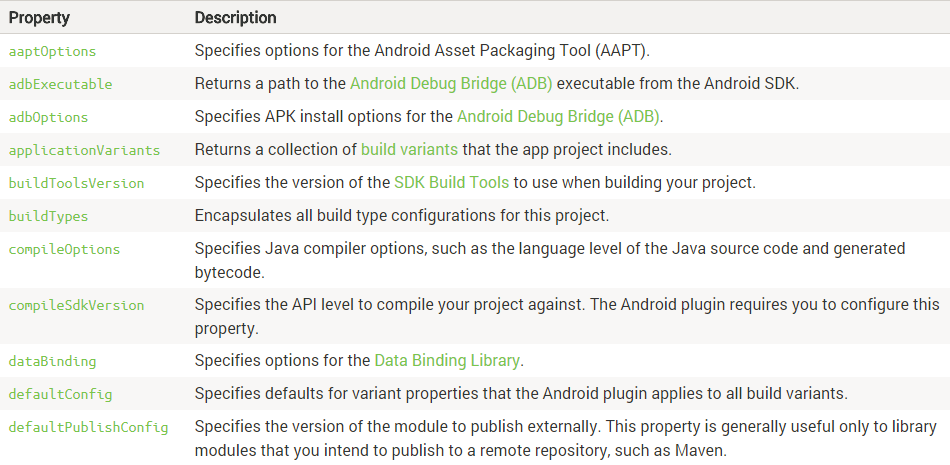 Property Description
aaptOptions Specifies options for the Android Asset Packaging Tool (AAPT).
adbExecutable Returns a path to the Android Debug Bridge (ADB) executable from the Android SDK.
adbOptions Specifies APK install options for the Android Debug Bridge (ADB).
applicationVariants Returns a collection of build variants that the app project includes.
buildToolsVersion Specifies the version of the SDK Build Tools to use when building your project.
buildTypes Encapsulates all build type configurations for this project.
compileOptions Specifies Java compiler options, such as the language level of the Java source code and generated
bytecode.
compileSdkVersion Specifies the API level to compile your project against. The Android plugin requires you to configure this
property.
dataBinding Specifies options for the Data Binding Library.
defaultConfig Specifies defaults for variant properties that the Android plugin applies to all build variants.
defaultPublishConfig Specifies the version of the module to publish externally. This property is generally useful only to library
modules that you intend to publish to a remote repository, such as Maven.